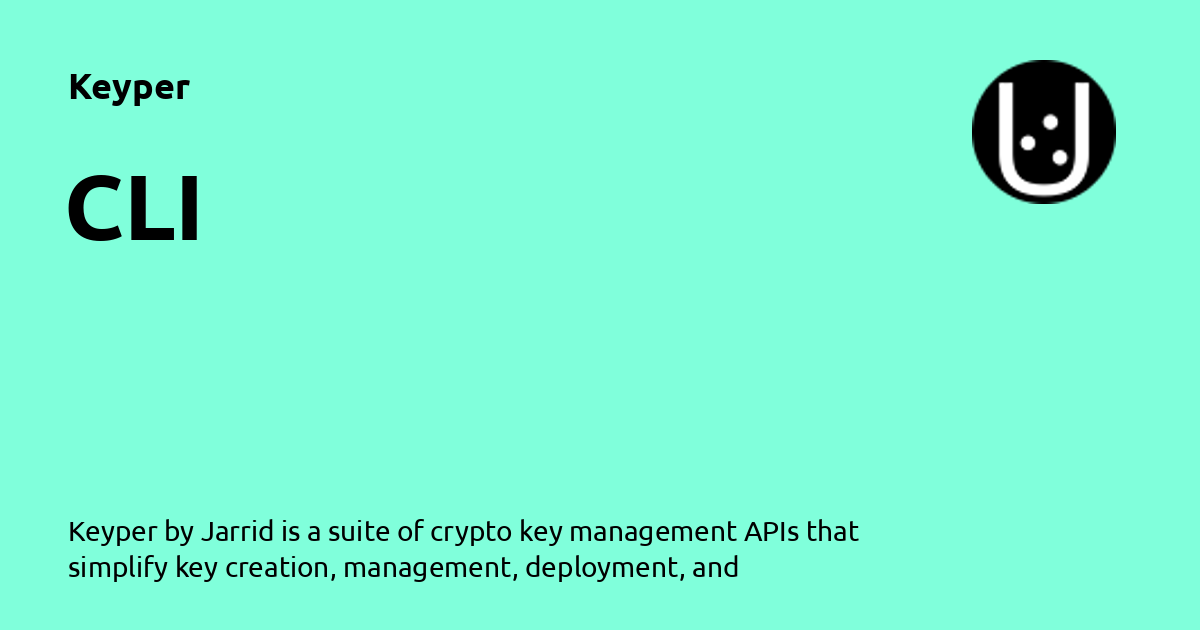 Keyper
CLI
Keyper by Jarrid is a suite of crypto key management APIs that
simplify key creation, management, deployment, and